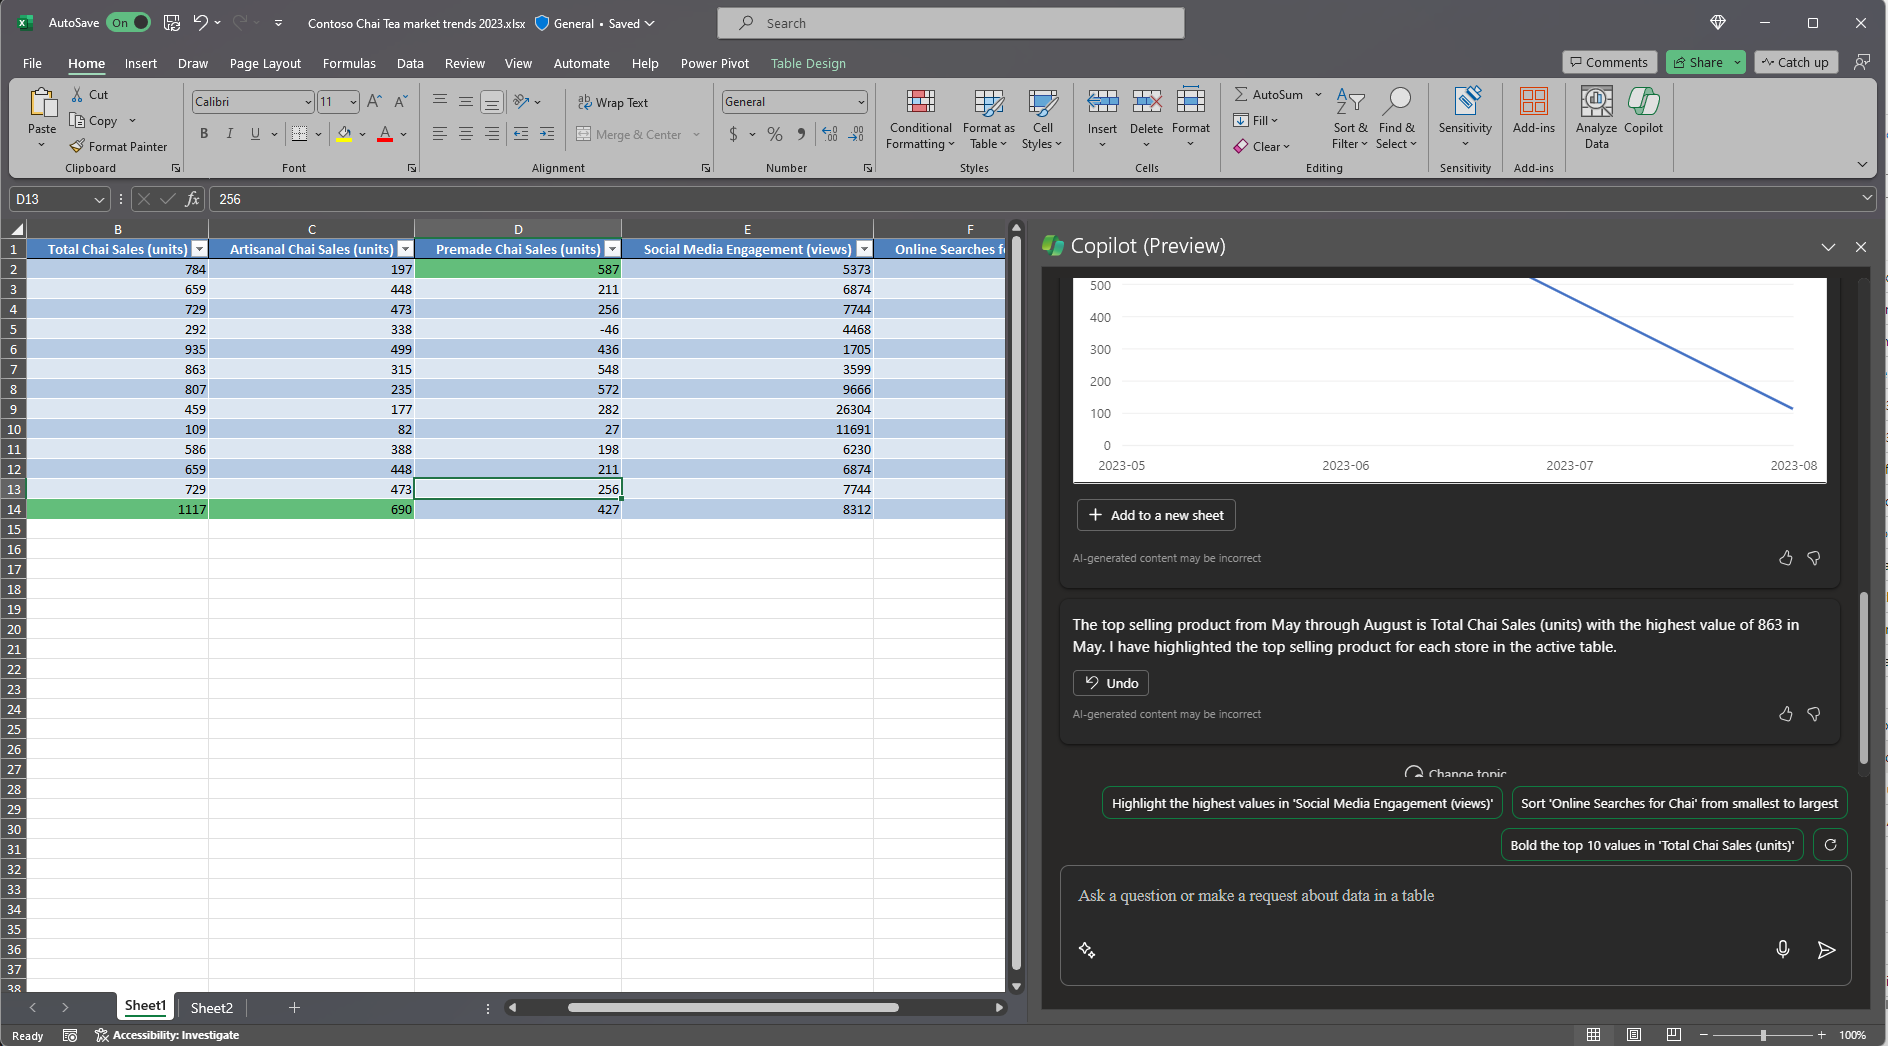 AutoSave On Contoso Chai Tea market trends 2023.xlsx General • Saved Search
File Home Insert Draw Page Layout Formulas Data Review View Automate Help Power Pivot Table Design Comments Share Catch up
Paste
Cut
Copy
Format Painter
Clipboard
Calibri 11
B I U A
Font
Wrap Text
Merge & Center
Alignment
General
$ %
Number
Conditional Formatting
Format as Table
Cell Styles
Styles
Insert
Delete
Format
Cells
AutoSum
Fill
Clear
Sort & Filter
Find & Select
Editing
Sensitivity
Sensitivity
Add-ins
Add-ins
Analyze Data
Copilot
D13 fx 256
B C D E F
1 Total Chai Sales (units) Artisanal Chai Sales (units) Premade Chai Sales (units) Social Media Engagement (views) Online Searches
2 784 197 587 5373
3 659 448 211 6874
4 729 473 256 7744
5 292 338 -46 4468
6 935 499 436 1705
7 863 315 548 3599
8 807 235 572 9666
9 459 177 282 26304
10 109 82 27 11691
11 586 388 198 6230
12 659 448 211 6874
13 729 473 256 7744
14 1117 690 427 8312
15
16
17
18
19
20
21
22
23
24
25
26
27
28
29
30
31
32
33
34
35
36
37
38
Sheet1 Sheet2
Ready Accessibility: Investigate 100%
Copilot (Preview)
500
400
300
200
100
0
2023-05 2023-06 2023-07 2023-08
Add to a new sheet
AI-generated content may be incorrect
The top selling product from May through August is Total Chai Sales (units) with the highest value of 863 in
May. I have highlighted the top selling product for each store in the active table.
Undo
AI-generated content may be incorrect
Change topic
Highlight the highest values in 'Social Media Engagement (views)' Sort 'Online Searches for Chai' from smallest to largest
Bold the top 10 values in 'Total Chai Sales (units)'
Ask a question or make a request about data in a table